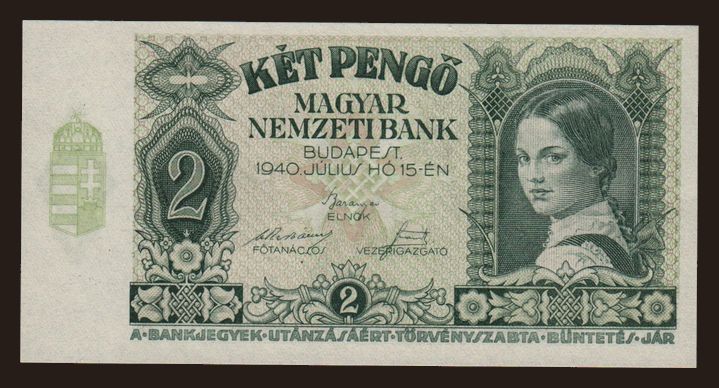 KÉT PENGŐ
MAGYAR
NEMZETI BANK
BUDAPEST.
1940. JÚLIUS HÓ 15-ÉN
2
ELNÖK
FŐTANÁCSOS VEZÉRIGAZGATÓ
2
A·BANKJEGYEK·UTÁNZÁSÁÉRT·TÖRVÉNYSZABTA·BÜNTETÉS·JÁR